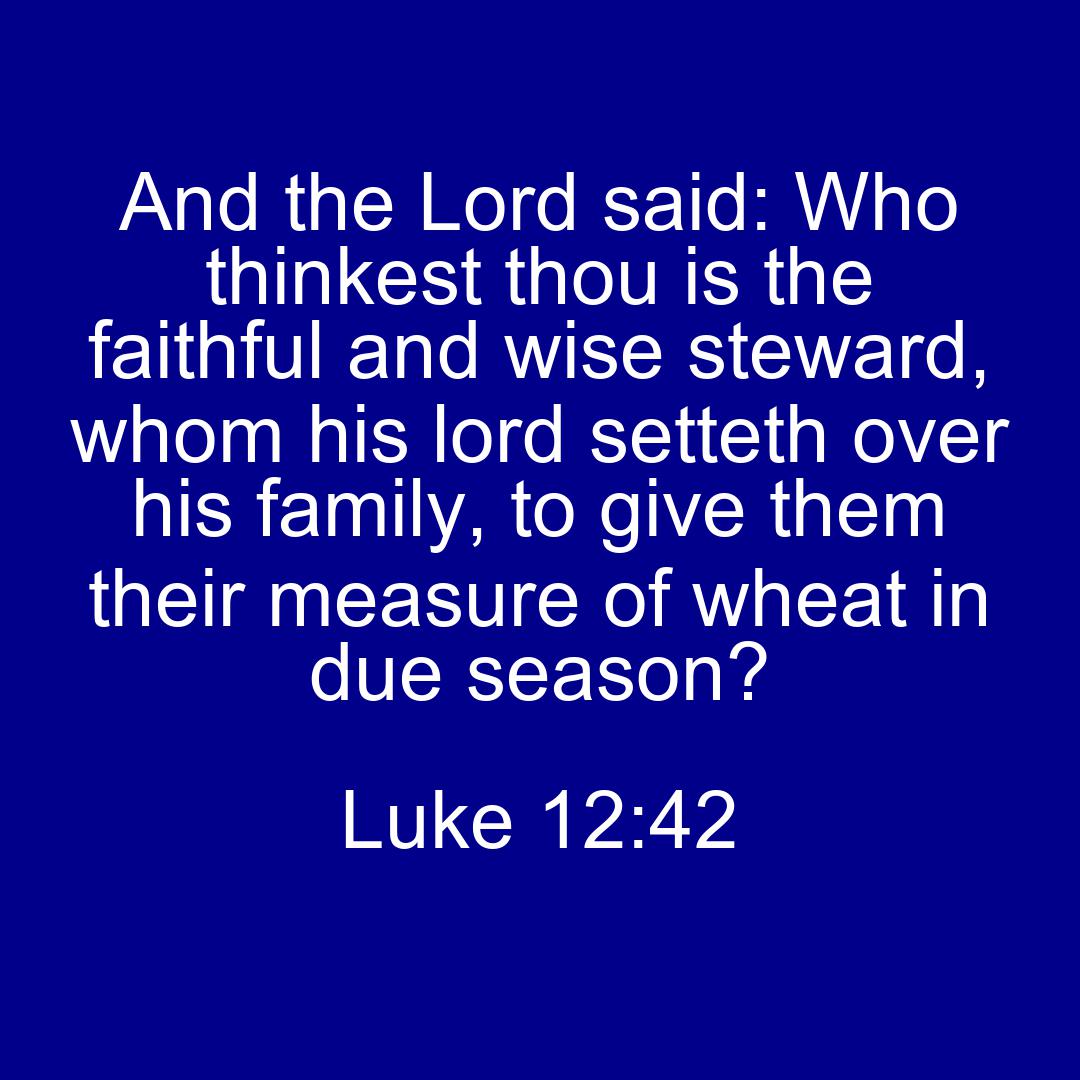 And the Lord said: Who
thinkest thou is the
faithful and wise steward,
whom his lord setteth over
his family, to give them
their measure of wheat in
due season?
Luke 12:42